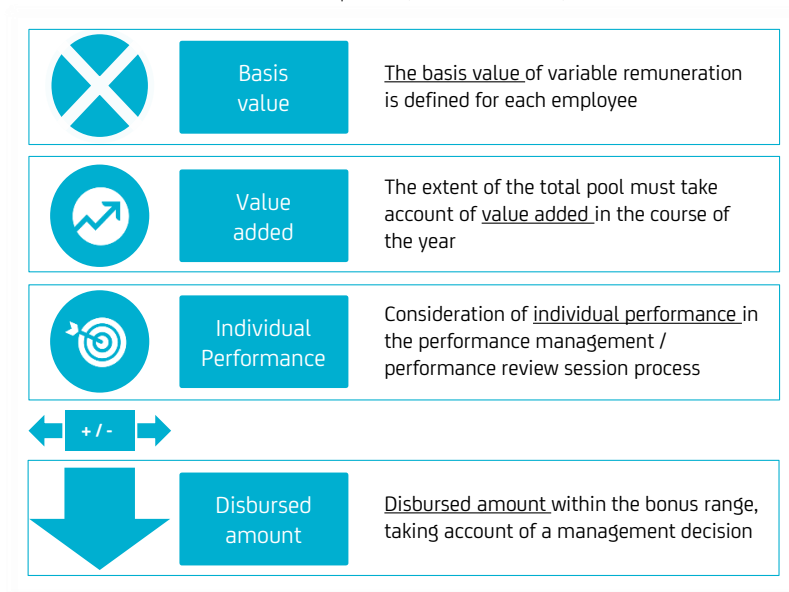 Basis
value
The basis value of variable remuneration
is defined for each employee
Value
added
The extent of the total pool must take
account of value added in the course of
the year
Individual
Performance
Consideration of individual performance in
the performance management /
performance review session process
+ / -
Disbursed
amount
Disbursed amount within the bonus range,
taking account of a management decision